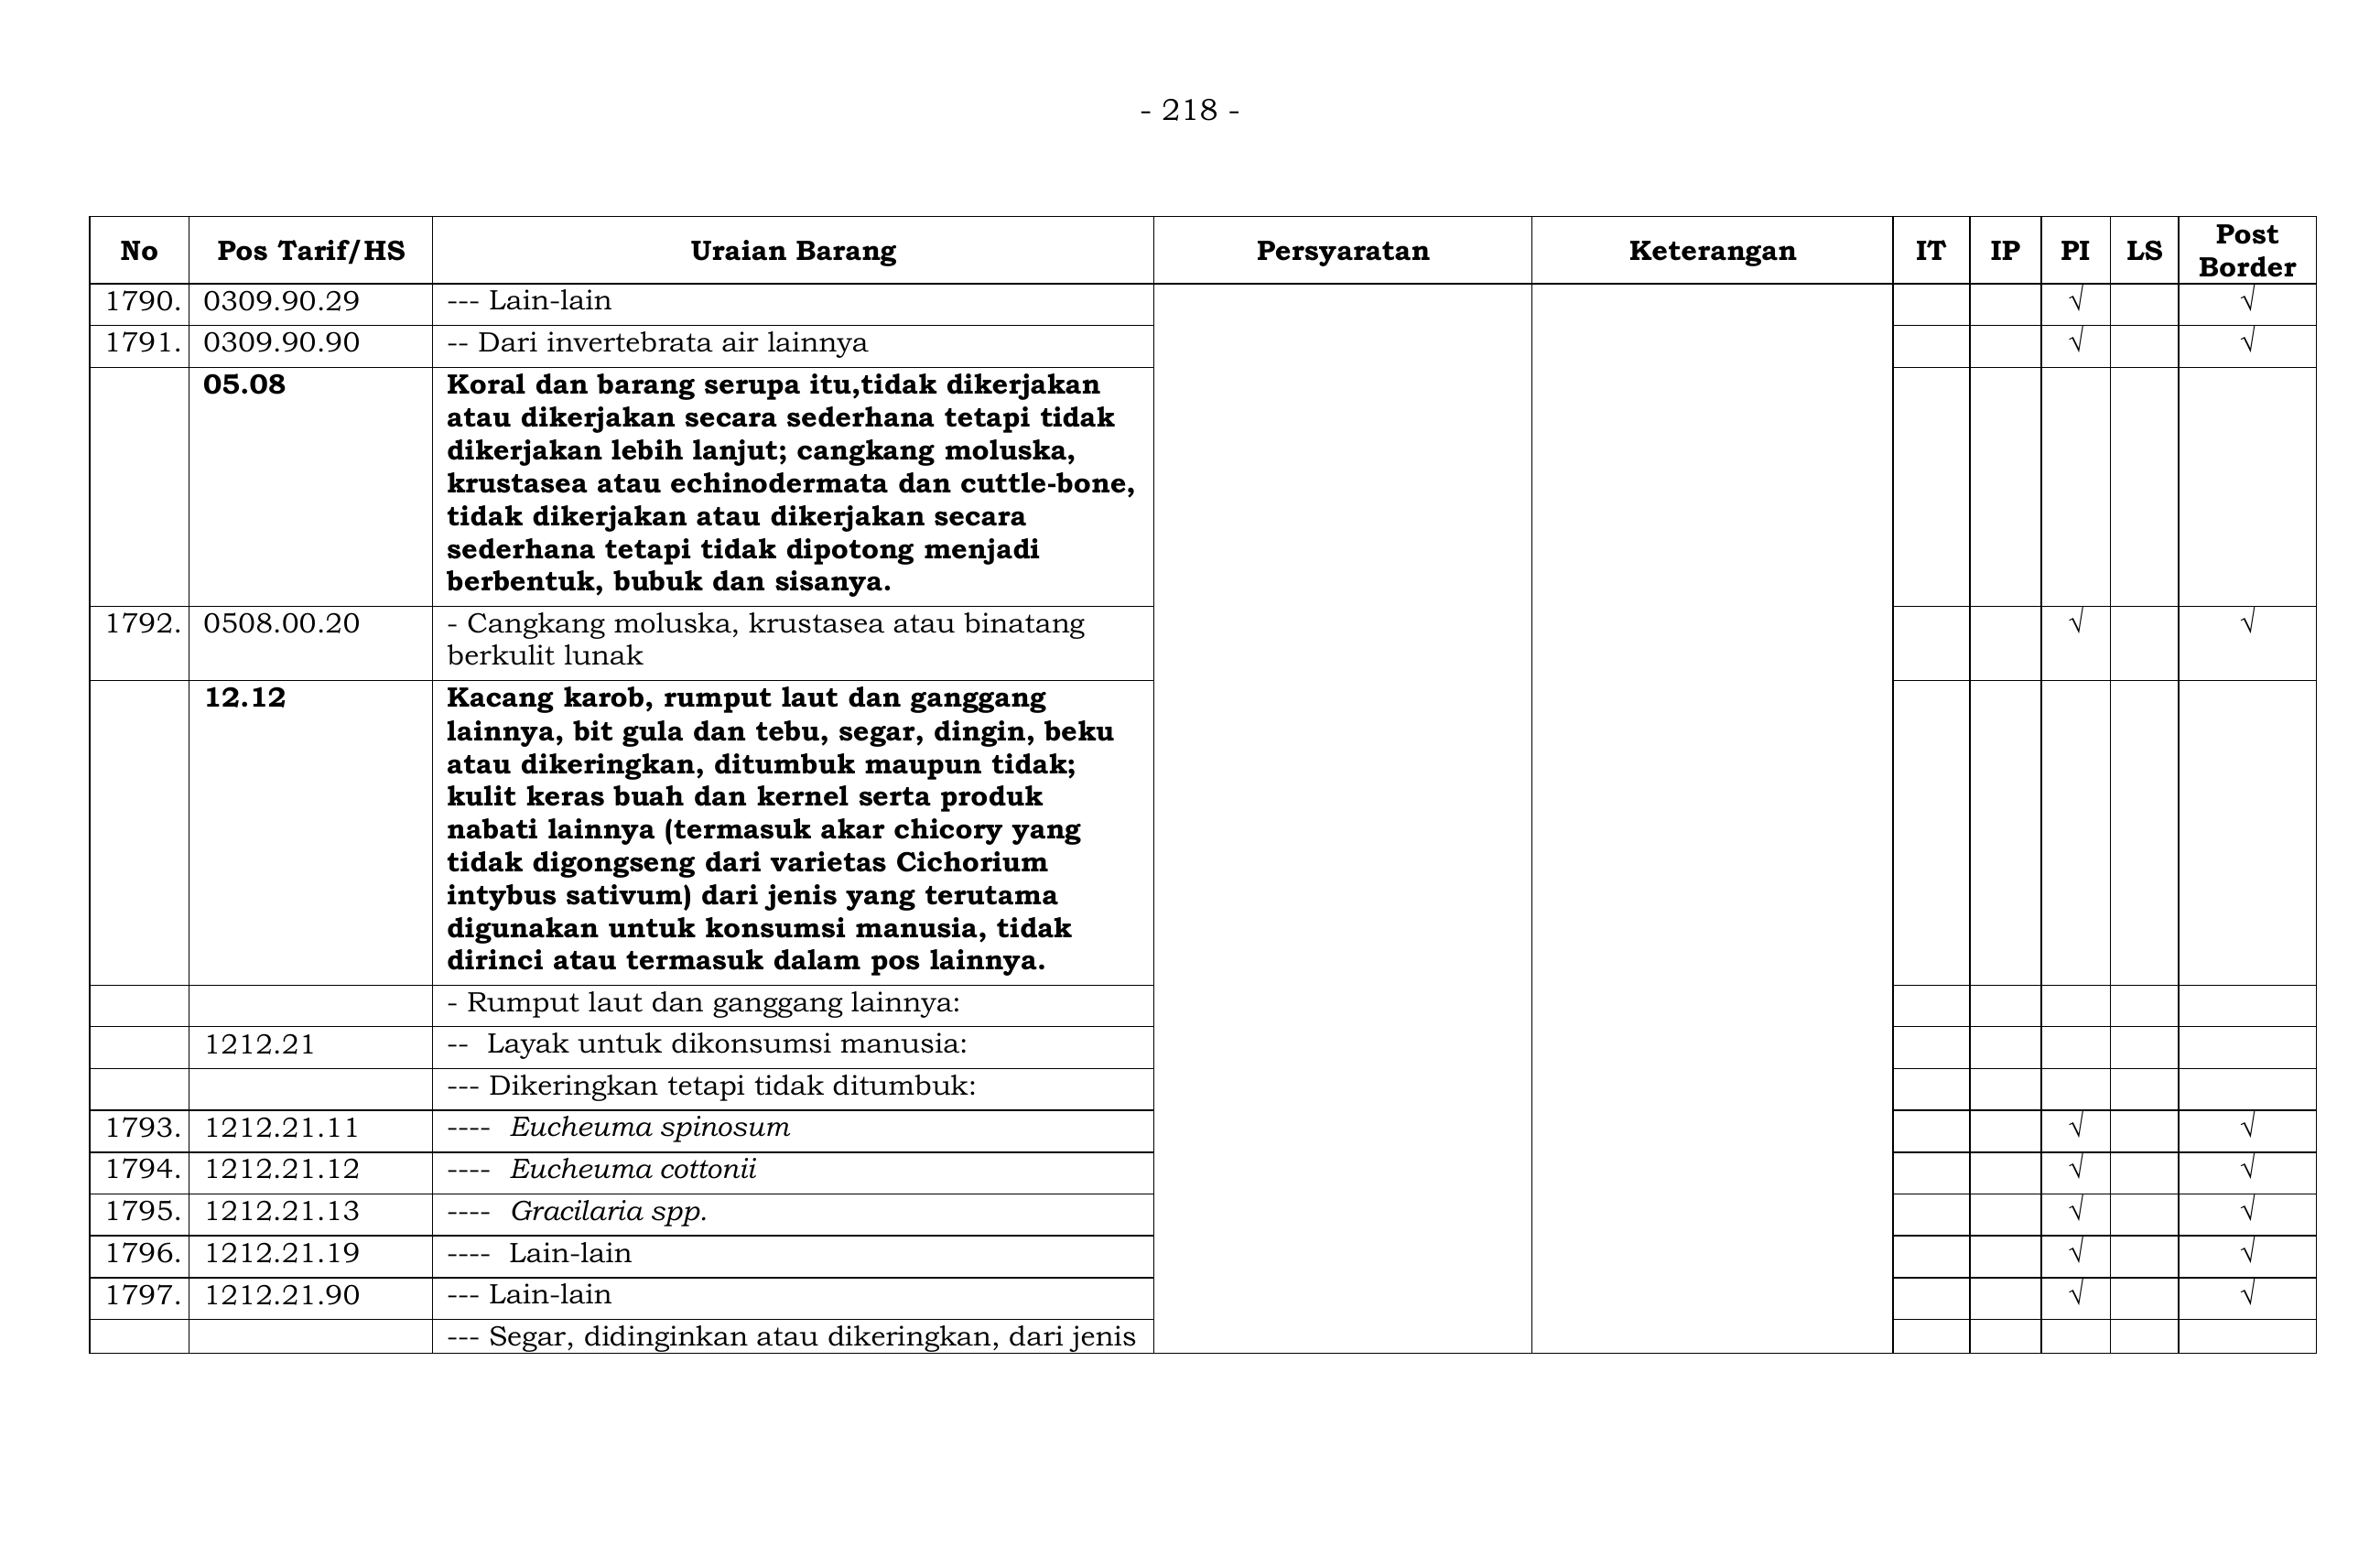 - 218 -
No Pos Tarif/HS Uraian Barang Persyaratan Keterangan IT IP PI LS Post Border
1790. 0309.90.29 --- Lain-lain √ √
1791. 0309.90.90 -- Dari invertebrata air lainnya √ √
05.08 Koral dan barang serupa itu,tidak dikerjakan
atau dikerjakan secara sederhana tetapi tidak
dikerjakan lebih lanjut; cangkang moluska,
krustasea atau echinodermata dan cuttle-bone,
tidak dikerjakan atau dikerjakan secara
sederhana tetapi tidak dipotong menjadi
berbentuk, bubuk dan sisanya.
1792. 0508.00.20 - Cangkang moluska, krustasea atau binatang √ √
berkulit lunak
12.12 Kacang karob, rumput laut dan ganggang
lainnya, bit gula dan tebu, segar, dingin, beku
atau dikeringkan, ditumbuk maupun tidak;
kulit keras buah dan kernel serta produk
nabati lainnya (termasuk akar chicory yang
tidak digongseng dari varietas Cichorium
intybus sativum) dari jenis yang terutama
digunakan untuk konsumsi manusia, tidak
dirinci atau termasuk dalam pos lainnya.
- Rumput laut dan ganggang lainnya:
1212.21 -- Layak untuk dikonsumsi manusia:
--- Dikeringkan tetapi tidak ditumbuk:
1793. 1212.21.11 ---- Eucheuma spinosum √ √
1794. 1212.21.12 ---- Eucheuma cottonii √ √
1795. 1212.21.13 ---- Gracilaria spp. √ √
1796. 1212.21.19 ---- Lain-lain √ √
1797. 1212.21.90 --- Lain-lain √ √
--- Segar, didinginkan atau dikeringkan, dari jenis